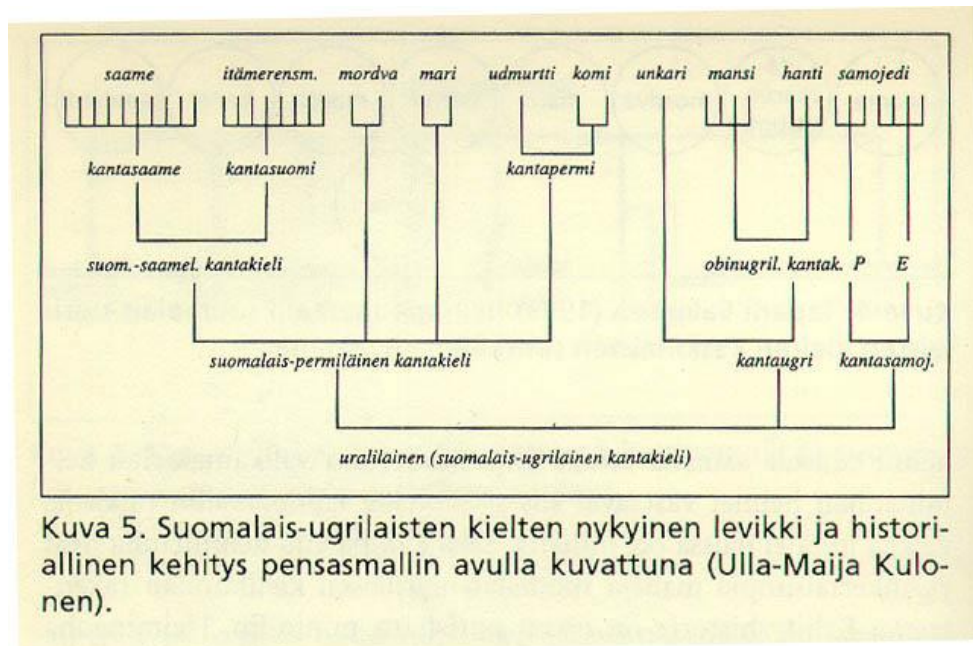 saame itämerensm. mordva mari udmurtti komi unkari mansi hanti samojedi
kantasaame kantasuomi kantapermi
suom.-saamel. kantakieli obinugril. kantak. P E
suomalais-permiläinen kantakieli kantaugri kantasamoj.
uralilainen (suomalais-ugrilainen kantakieli)
Kuva 5. Suomalais-ugrilaisten kielten nykyinen levikki ja histori-
allinen kehitys pensasmallin avulla kuvattuna (Ulla-Maija Kulo-
nen).